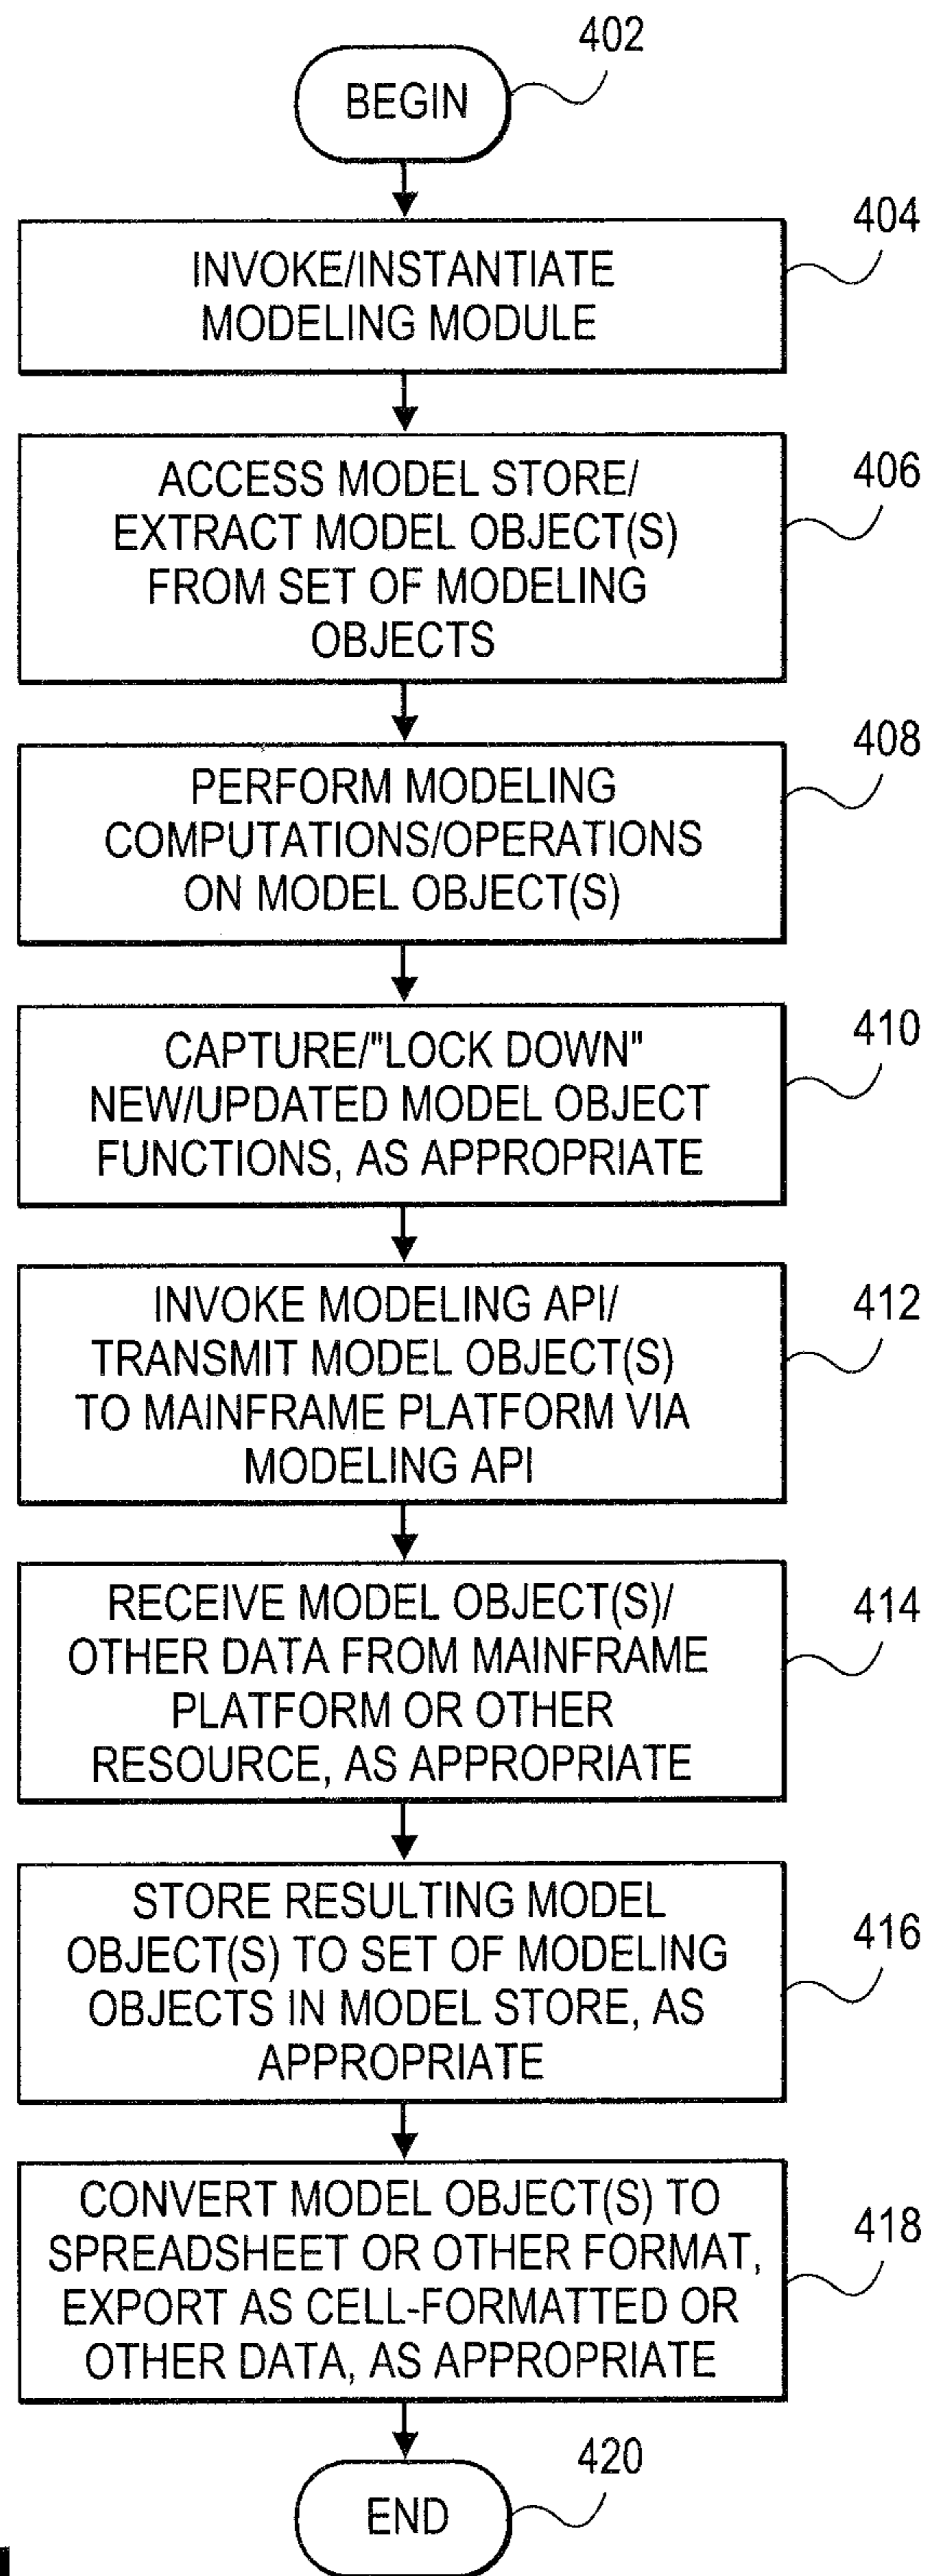 402
BEGIN
404
INVOKE/INSTANTIATE
MODELING MODULE
406
ACCESS MODEL STORE/
EXTRACT MODEL OBJECT(S)
FROM SET OF MODELING
OBJECTS
408
PERFORM MODELING
COMPUTATIONS/OPERATIONS
ON MODEL OBJECT(S)
410
CAPTURE/"LOCK DOWN"
NEW/UPDATED MODEL OBJECT
FUNCTIONS, AS APPROPRIATE
412
INVOKE MODELING API/
TRANSMIT MODEL OBJECT(S)
TO MAINFRAME PLATFORM VIA
MODELING API
414
RECEIVE MODEL OBJECT(S)/
OTHER DATA FROM MAINFRAME
PLATFORM OR OTHER
RESOURCE, AS APPROPRIATE
416
STORE RESULTING MODEL
OBJECT(S) TO SET OF MODELING
OBJECTS IN MODEL STORE, AS
APPROPRIATE
418
CONVERT MODEL OBJECT(S) TO
SPREADSHEET OR OTHER FORMAT,
EXPORT AS CELL-FORMATTED OR
OTHER DATA, AS APPROPRIATE
420
END